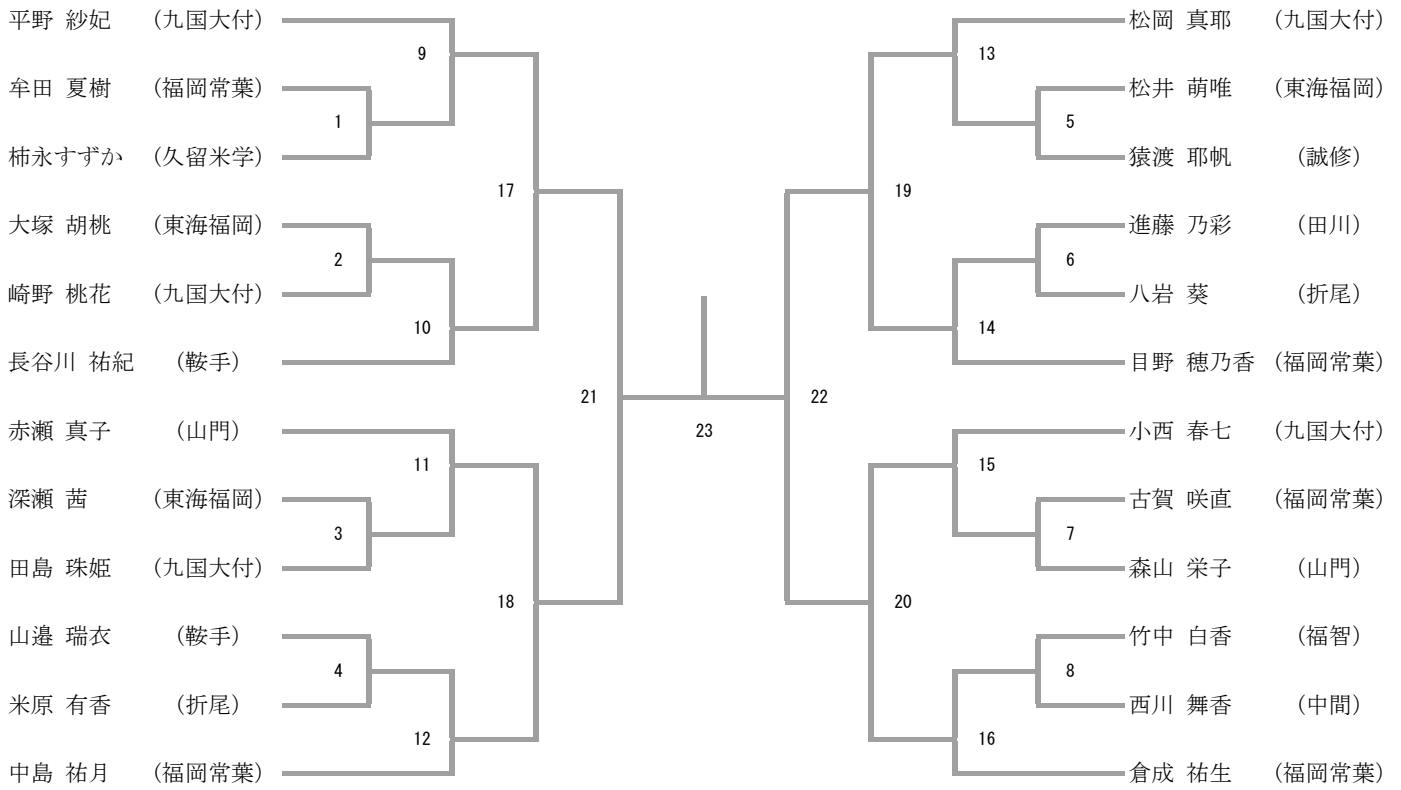 平野 紗妃 (九国大付)
9
牟田 夏樹 (福岡常葉)
1
柿永すずか (久留米学)
17
大塚 胡桃 (東海福岡)
2
崎野 桃花 (九国大付)
10
長谷川 祐紀 (鞍手)
21
赤瀬 真子 (山門)
11
深瀬 茜 (東海福岡)
3
田島 珠姫 (九国大付)
18
山邉 瑞衣 (鞍手)
4
米原 有香 (折尾)
12
中島 祐月 (福岡常葉)
23
松岡 真耶 (九国大付)
13
松井 萌唯 (東海福岡)
5
猿渡 耶帆 (誠修)
19
進藤 乃彩 (田川)
6
八岩 葵 (折尾)
14
目野 穂乃香 (福岡常葉)
22
小西 春七 (九国大付)
15
古賀 咲直 (福岡常葉)
7
森山 栄子 (山門)
20
竹中 白香 (福智)
8
西川 舞香 (中間)
16
倉成 祐生 (福岡常葉)